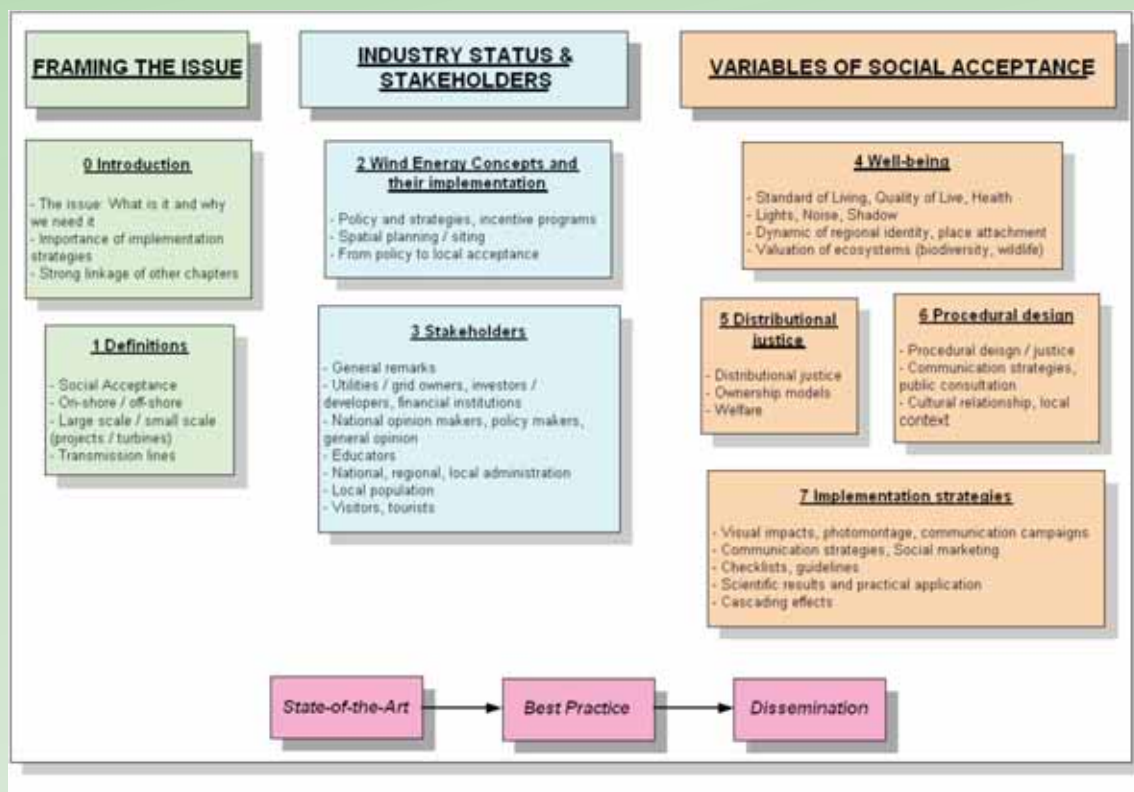 FRAMING THE ISSUE
0 Introduction
- The issue: What is it and why
we need it
- Importance of implementation
strategies
- Strong linkage of other chapters
1 Definitions
- Social Acceptance
- On-shore / off-shore
- Large scale / small scale
(projects / turbines)
- Transmission lines
INDUSTRY STATUS &
STAKEHOLDERS
2 Wind Energy Concepts and
their implementation
- Policy and strategies, incentive programs
- Spatial planning / siting
- From policy to local acceptance
3 Stakeholders
- General remarks
- Utilities / grid owners, investors /
developers, financial institutions
- National opinion makers, policy makers,
general opinion
- Educators
- National, regional, local administration
- Local population
- Visitors, tourists
VARIABLES OF SOCIAL ACCEPTANCE
4 Well-being
- Standard of Living, Quality of Live, Health
- Lights, Noise, Shadow
- Dynamic of regional identity, place attachment
- Valuation of ecosystems (biodiversity, wildlife)
5 Distributional
justice
- Distributional justice
- Ownership models
- Welfare
6 Procedural design
- Procedural deisgn / justice
- Communication strategies,
public consultation
- Cultural relationship, local
context
7 Implementation strategies
- Visual impacts, photomontage, communication campaigns
- Communication strategies, Social marketing
- Checklists, guidelines
- Scientific results and practical application
- Cascading effects
State-of-the-Art
Best Practice
Dissemination